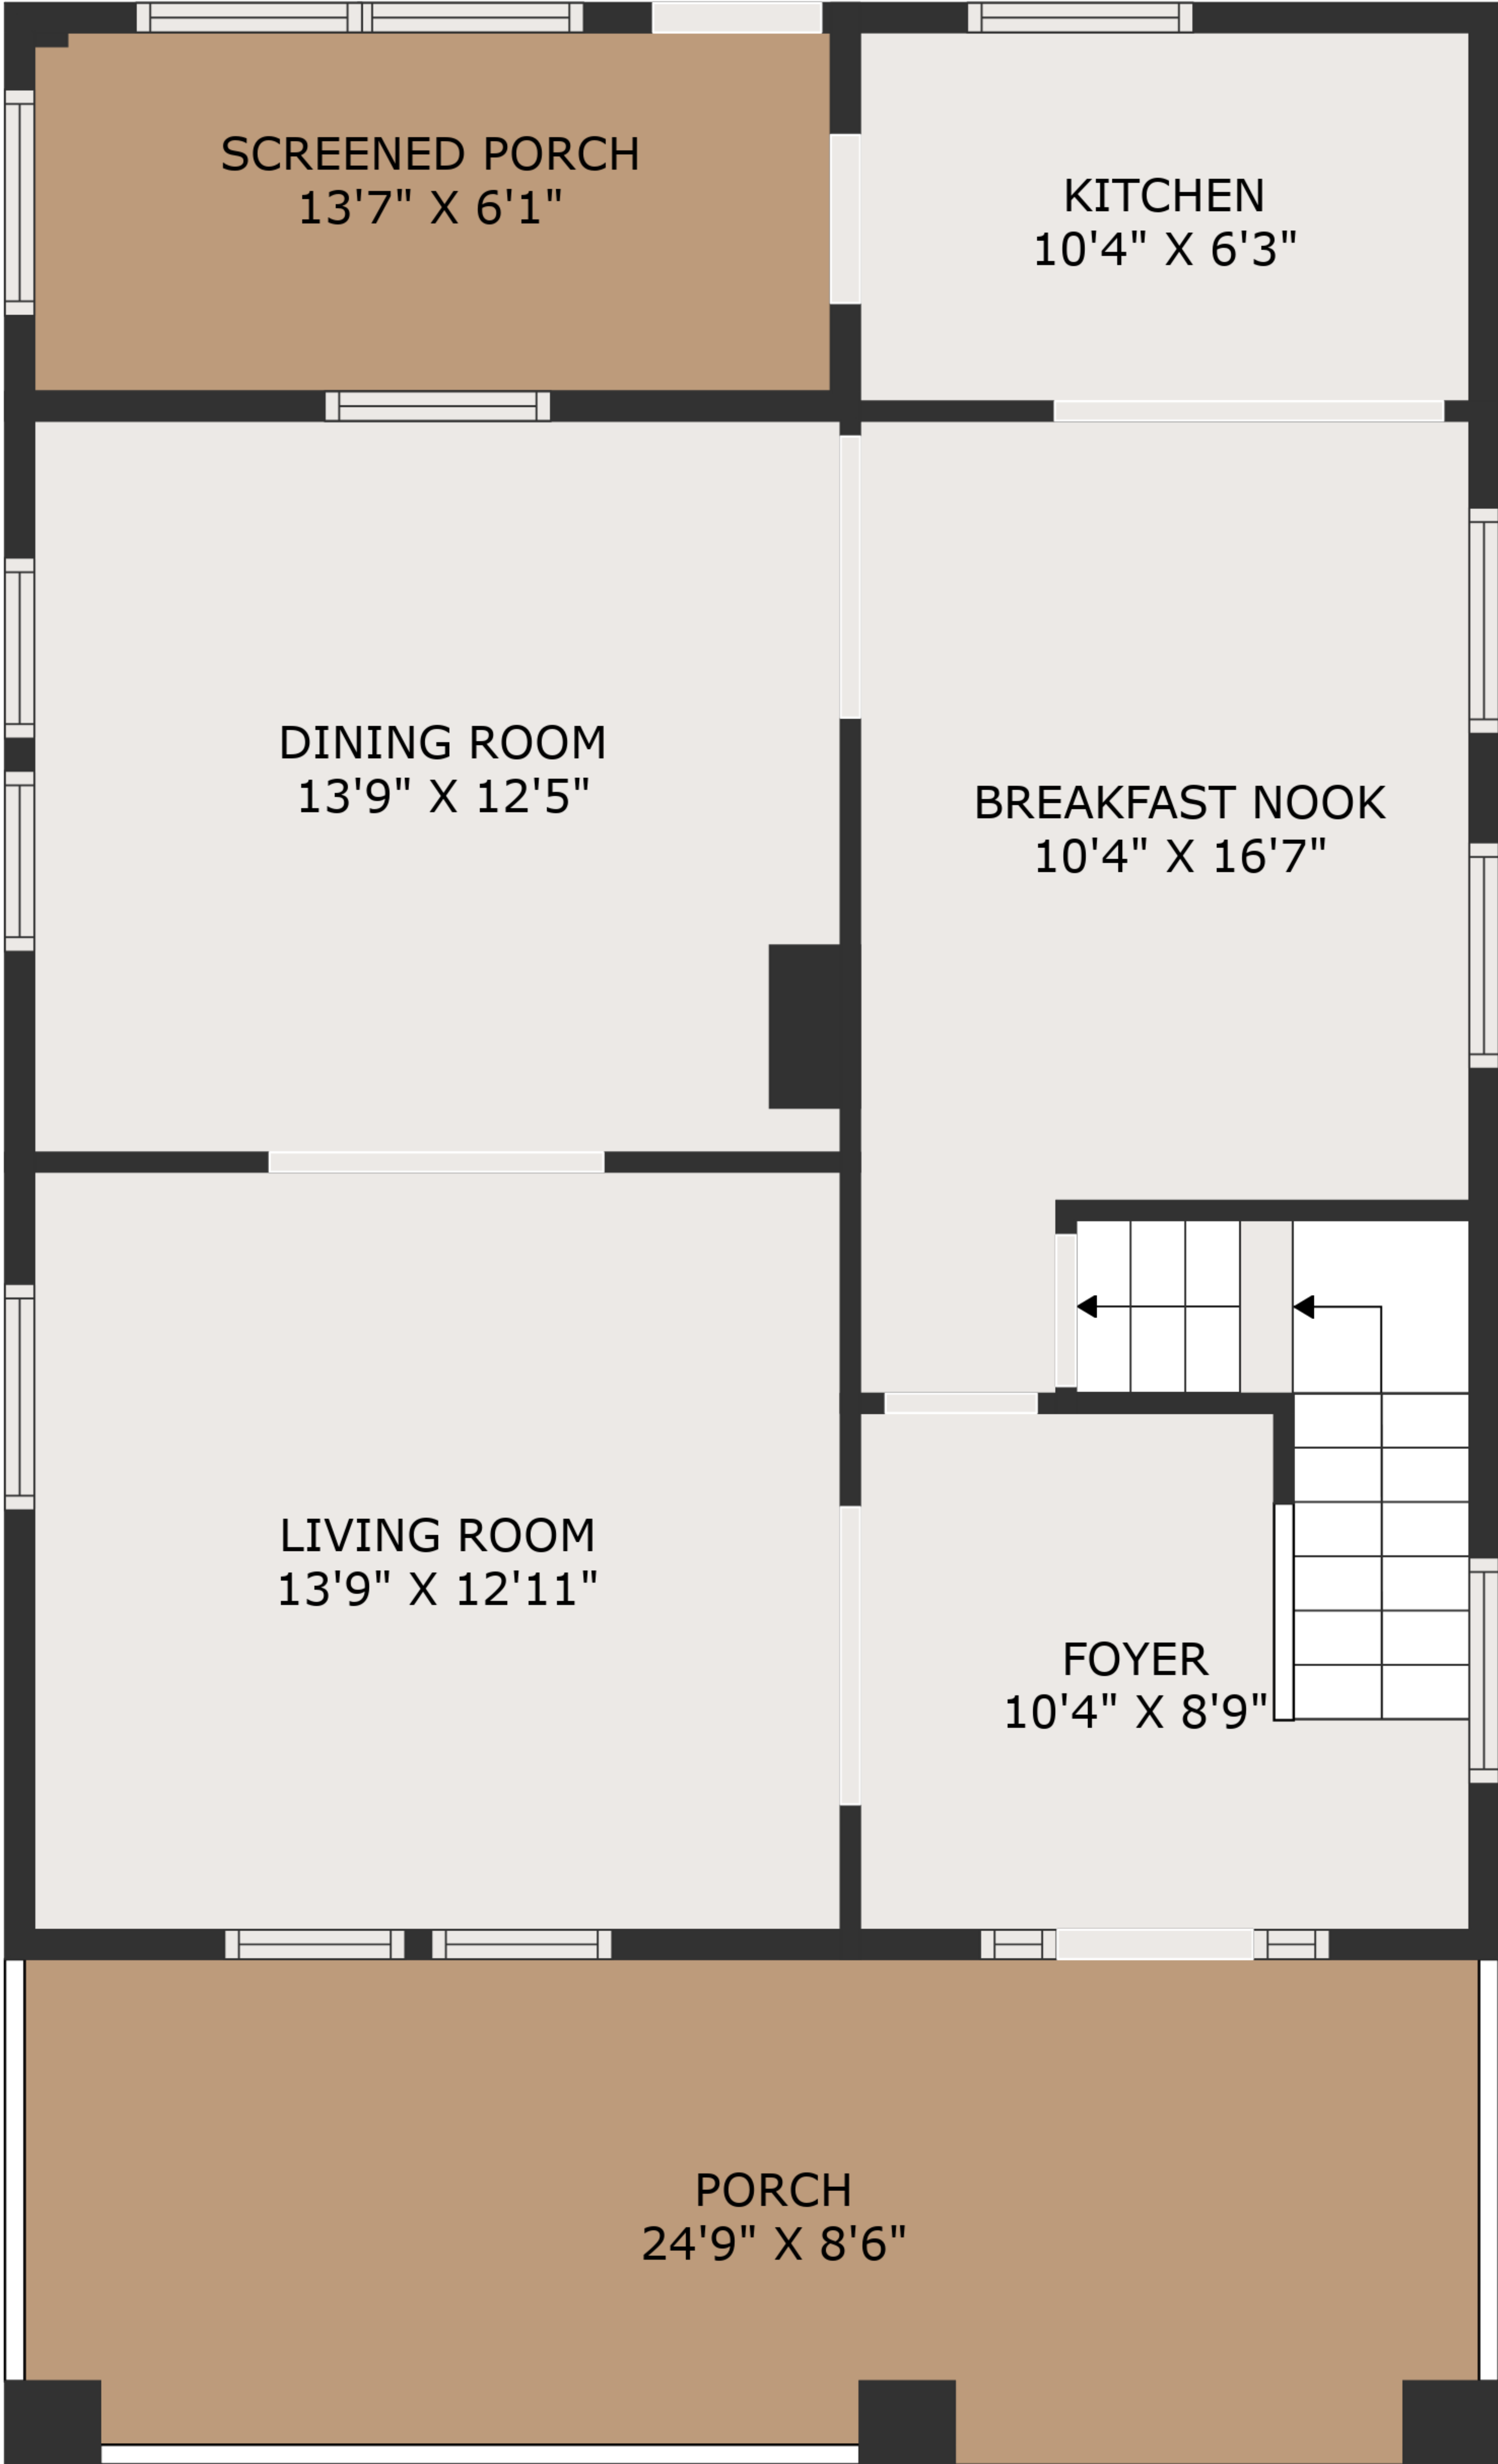 SCREENED PORCH
13'7" X 6'1"
KITCHEN
10'4" X 6'3"
DINING ROOM
13'9" X 12'5"
BREAKFAST NOOK
10'4" X 16'7"
LIVING ROOM
13'9" X 12'11"
FOYER
10'4" X 8'9"
PORCH
24'9" X 8'6"